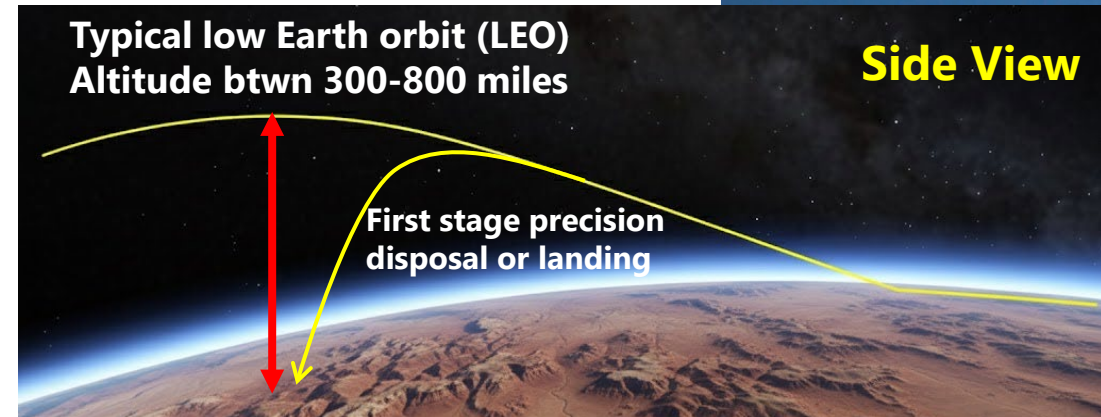 Typical low Earth orbit (LEO)
Altitude btwn 300-800 miles
Side View
First stage precision
disposal or landing